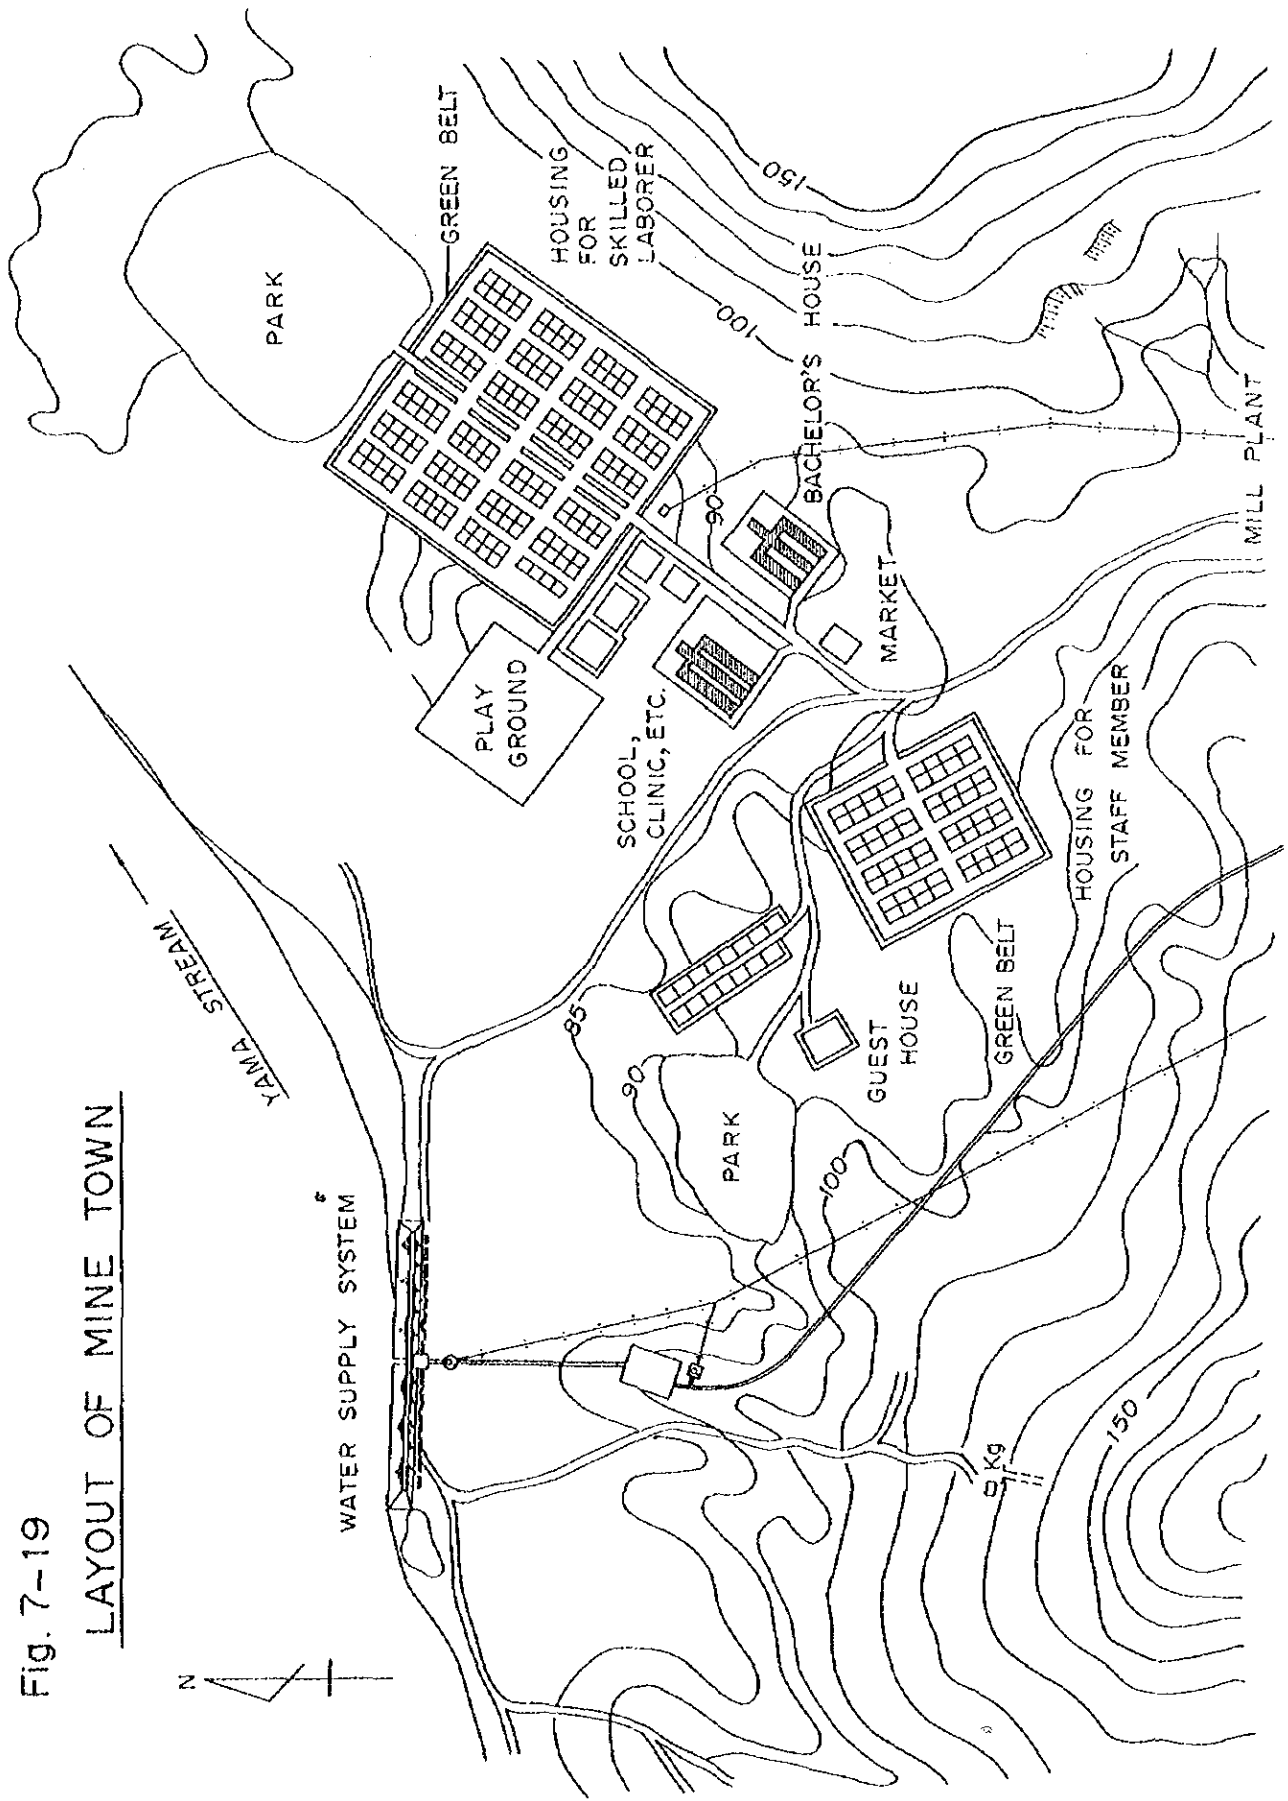 Fig. 7-19
LAYOUT OF MINE TOWN
N
YAMA STREAM
WATER SUPPLY SYSTEM
PARK
GREEN BELT
HOUSING
FOR
SKILLED
LABORER
PLAY
GROUND
SCHOOL,
CLINIC, ETC.
BACHELOR'S HOUSE
MARKET
90
100
150
85
90
PARK
100
GUEST
HOUSE
GREEN BELT
HOUSING FOR
STAFF MEMBER
MILL PLANT
Kg
150